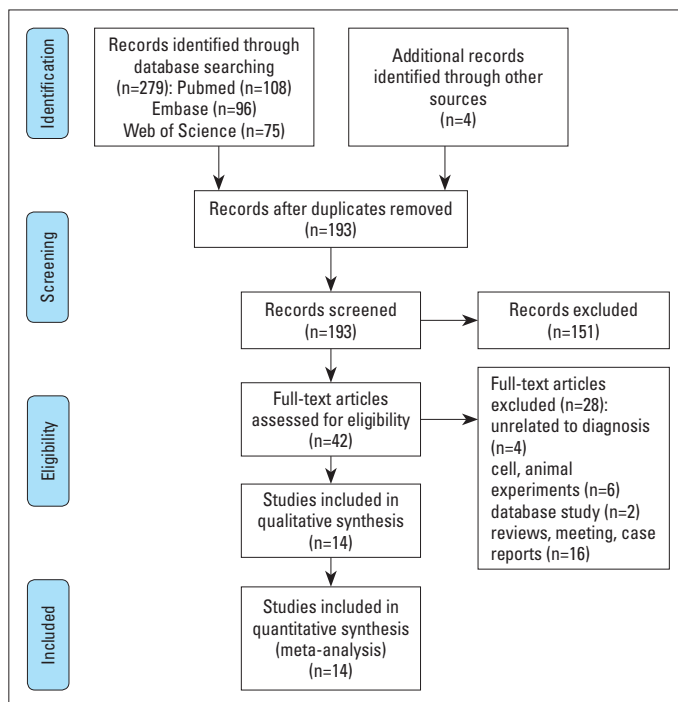 Identification
Records identified through
database searching
(n=279): Pubmed (n=108)
Embase (n=96)
Web of Science (n=75)
Additional records
identified through other
sources
(n=4)
Screening
Records after duplicates removed
(n=193)
Records screened
(n=193)
Records excluded
(n=151)
Eligibility
Full-text articles
assessed for eligibility
(n=42)
Full-text articles
excluded (n=28):
unrelated to diagnosis
(n=4)
cell, animal
experiments (n=6)
database study (n=2)
reviews, meeting, case
reports (n=16)
Studies included in
qualitative synthesis
(n=14)
Included
Studies included in
quantitative synthesis
(meta-analysis)
(n=14)